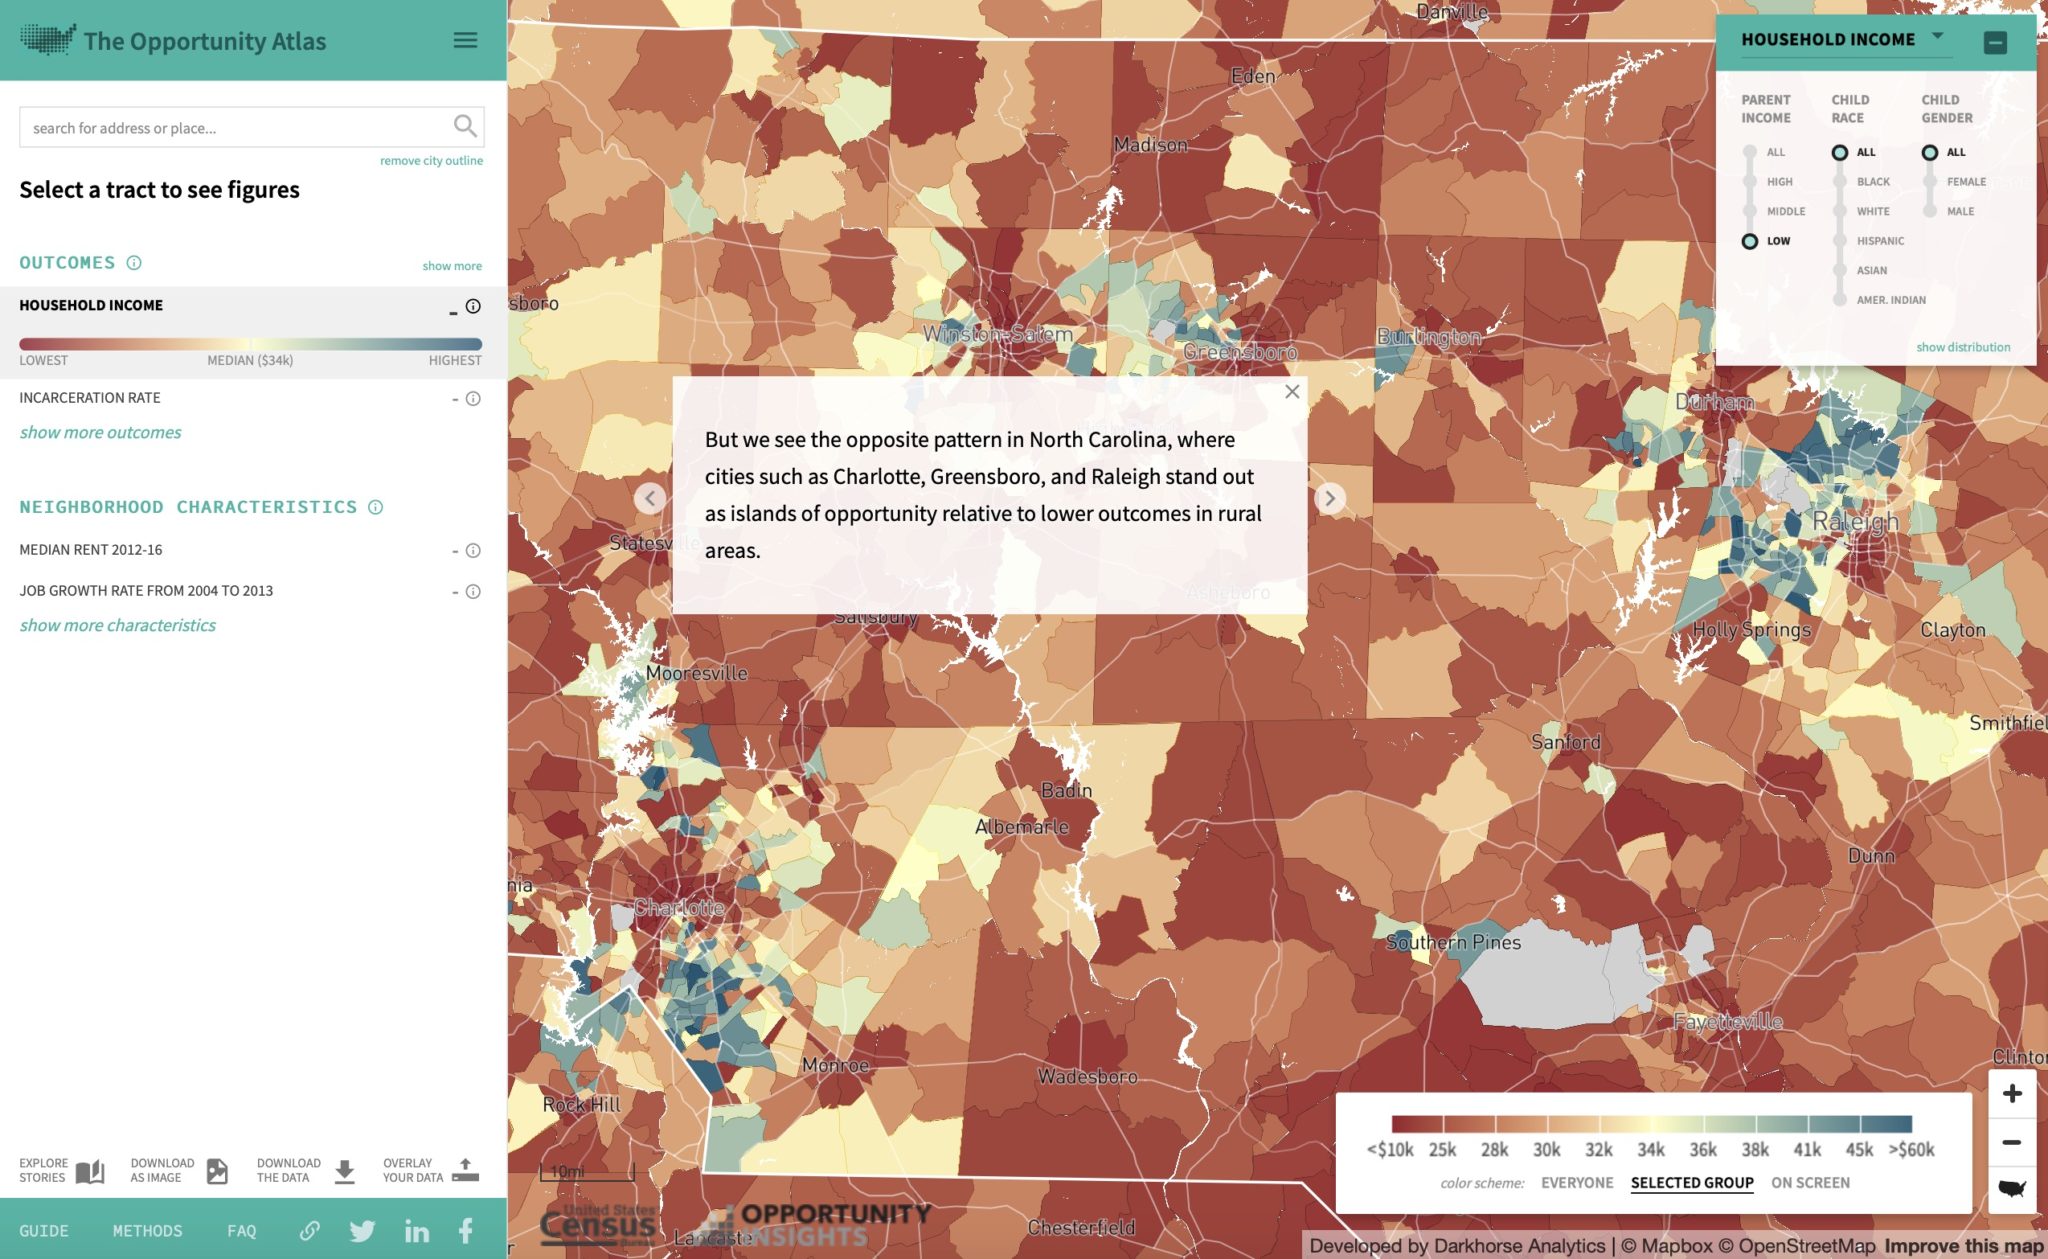 The Opportunity Atlas
search for address or place...
remove city outline
Select a tract to see figures
OUTCOMES
show more
HOUSEHOLD INCOME
-
LOWEST
MEDIAN ($34k)
HIGHEST
INCARCERATION RATE
-
show more outcomes
NEIGHBORHOOD CHARACTERISTICS
MEDIAN RENT 2012-16
-
JOB GROWTH RATE FROM 2004 TO 2013
-
show more characteristics
EXPLORE
STORIES
DOWNLOAD
AS IMAGE
DOWNLOAD
THE DATA
OVERLAY
YOUR DATA
GUIDE
METHODS
FAQ
Danville
Eden
Madison
sboro
Winston-Salem
Greensboro
Burlington
Durham
Raleigh
But we see the opposite pattern in North Carolina, where
cities such as Charlotte, Greensboro, and Raleigh stand out
as islands of opportunity relative to lower outcomes in rural
areas.
Statesville
Asheboro
Salisbury
Holly Springs
Clayton
Mooresville
Smithfiel
Sanford
Badin
Albemarle
Dunn
nia
Charlotte
Southern Pines
Fayetteville
Monroe
Wadesboro
Clinton
Rock Hill
10mi
Chesterfield
Lancaste
r
United States
Census
Bureau
OPPORTUNITY
INSIGHTS
HOUSEHOLD INCOME
PARENT
INCOME
ALL
HIGH
MIDDLE
LOW
CHILD
RACE
ALL
BLACK
WHITE
HISPANIC
ASIAN
AMER. INDIAN
CHILD
GENDER
ALL
FEMALE
MALE
show distribution
<$10k 25k 28k 30k 32k 34k 36k 38k 41k 45k >$60k
color scheme: EVERYONE SELECTED GROUP ON SCREEN
+
−
Developed by Darkhorse Analytics | © Mapbox © OpenStreetMap Improve this map